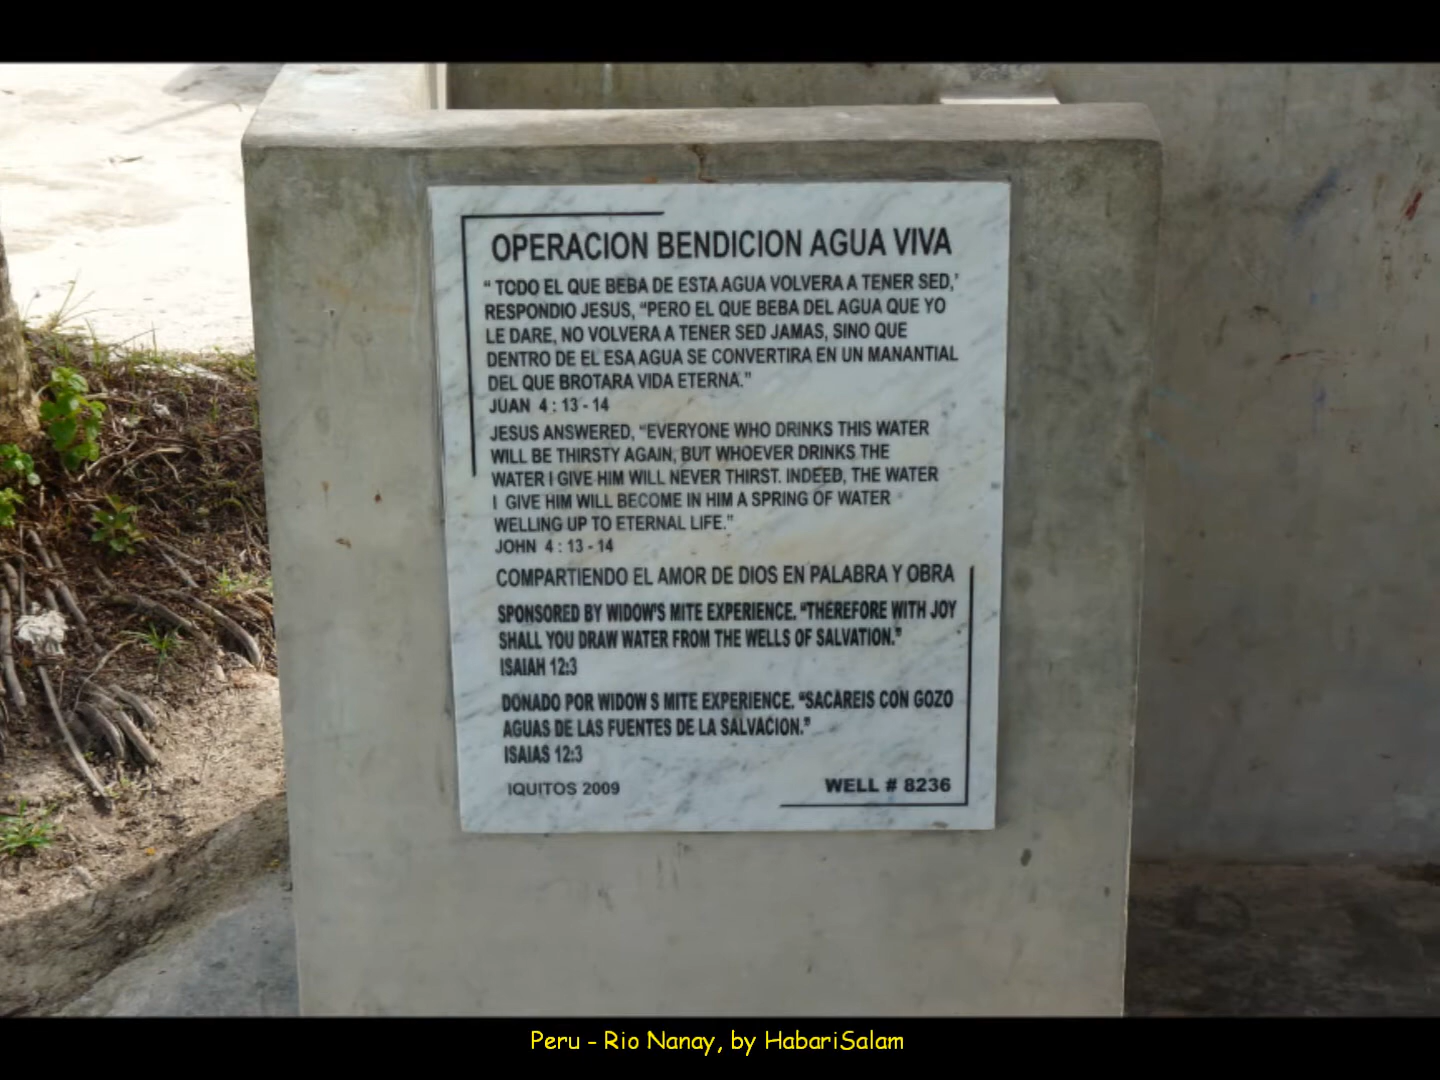 OPERACION BENDICION AGUA VIVA
“ TODO EL QUE BEBA DE ESTA AGUA VOLVERA A TENER SED,’
RESPONDIO JESUS, “PERO EL QUE BEBA DEL AGUA QUE YO
LE DARE, NO VOLVERA A TENER SED JAMAS, SINO QUE
DENTRO DE EL ESA AGUA SE CONVERTIRA EN UN MANANTIAL
DEL QUE BROTARA VIDA ETERNA.”
JUAN 4 : 13 - 14
JESUS ANSWERED, “EVERYONE WHO DRINKS THIS WATER
WILL BE THIRSTY AGAIN, BUT WHOEVER DRINKS THE
WATER I GIVE HIM WILL NEVER THIRST. INDEED, THE WATER
I GIVE HIM WILL BECOME IN HIM A SPRING OF WATER
WELLING UP TO ETERNAL LIFE.”
JOHN 4 : 13 - 14
COMPARTIENDO EL AMOR DE DIOS EN PALABRA Y OBRA
SPONSORED BY WIDOW'S MITE EXPERIENCE. “THEREFORE WITH JOY
SHALL YOU DRAW WATER FROM THE WELLS OF SALVATION.”
ISAIAH 12:3
DONADO POR WIDOW S MITE EXPERIENCE. “SACAREIS CON GOZO
AGUAS DE LAS FUENTES DE LA SALVACION.”
ISAIAS 12:3
IQUITOS 2009 WELL # 8236
Peru - Rio Nanay, by HabariSalam